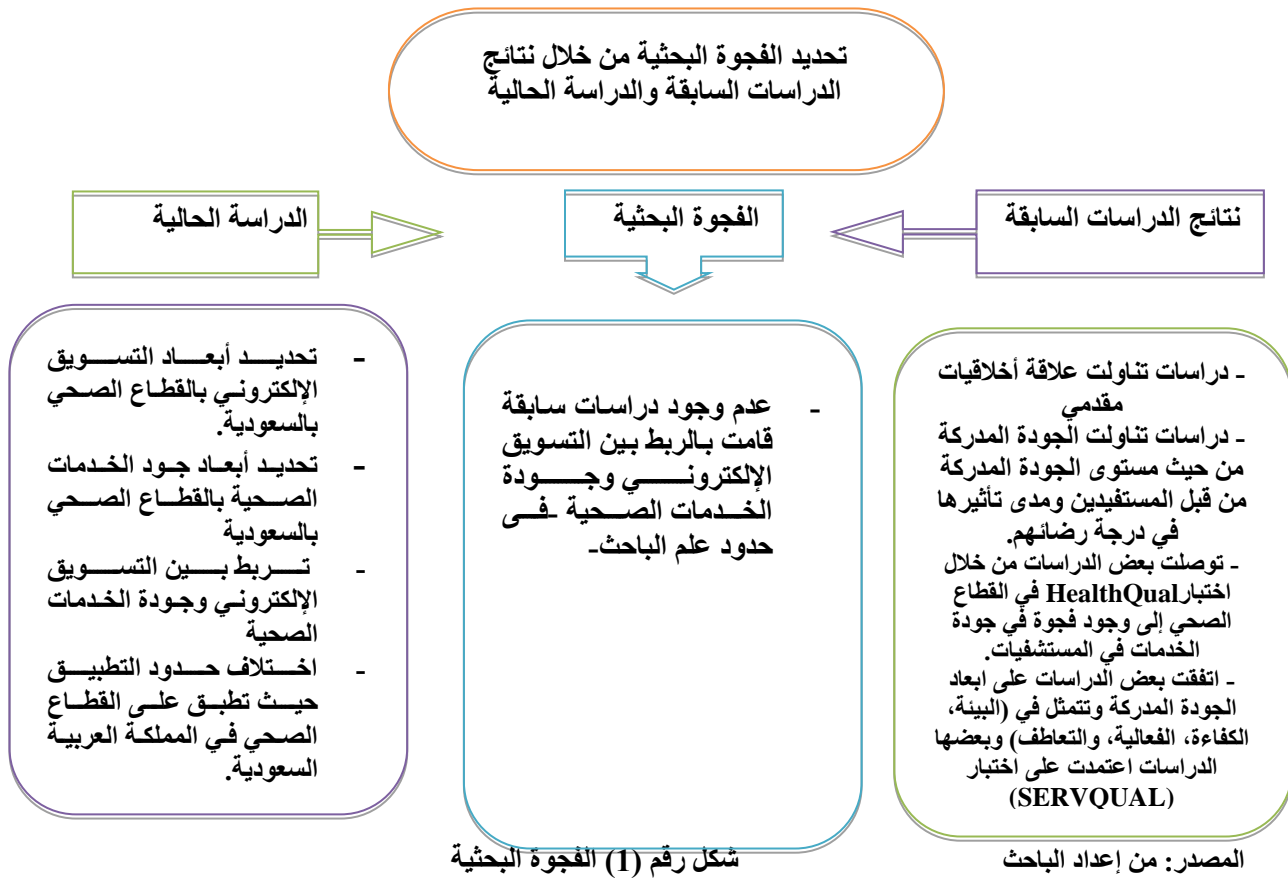 تحديد الفجوة البحثية من خلال نتائج
الدراسات السابقة والدراسة الحالية
نتائج الدراسات السابقة
الفجوة البحثية
الدراسة الحالية
- دراسات تناولت علاقة أخلاقيات
مقدمي
- دراسات تناولت الجودة المدركة
من حيث مستوى الجودة المدركة
من قبل المستفيدين ومدى تأثيرها
في درجة رضائهم.
- توصلت بعض الدراسات من خلال
اختبارHealthQual في القطاع
الصحي إلى وجود فجوة في جودة
الخدمات في المستشفيات.
- اتفقت بعض الدراسات على ابعاد
الجودة المدركة وتتمثل في (البيئة،
الكفاءة، الفعالية، والتعاطف) وبعضها
الدراسات اعتمدت على اختبار
(SERVQUAL)
- عدم وجود دراسات سابقة
قامت بالربط بين التسويق
الإلكتروني وجودة
الخدمات الصحية -فى
حدود علم الباحث-
- تحديد أبعاد التسويق
الإلكتروني بالقطاع الصحي
بالسعودية.
- تحديد أبعاد جود الخدمات
الصحية بالقطاع الصحي
بالسعودية
- تربط بين التسويق
الإلكتروني وجودة الخدمات
الصحية
- اختلاف حدود التطبيق
حيث تطبق على القطاع
الصحي في المملكة العربية
السعودية.
المصدر: من إعداد الباحث
شكل رقم (1) الفجوة البحثية